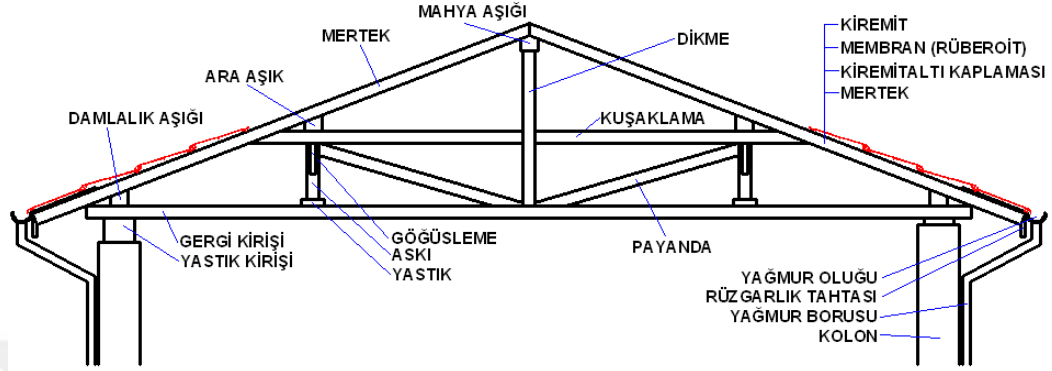 MAHYA AŞIĞI
MERTEK
DİKME
ARA AŞIK
DAMLALIK AŞIĞI
KİREMİT
MEMBRAN (RÜBEROİT)
KİREMİTALTI KAPLAMASI
MERTEK
KUŞAKLAMA
GERGİ KİRİŞİ
YASTIK KİRİŞİ
GÖĞÜSLEME
ASKI
YASTIK
PAYANDA
YAĞMUR OLUĞU
RÜZGARLIK TAHTASI
YAĞMUR BORUSU
KOLON